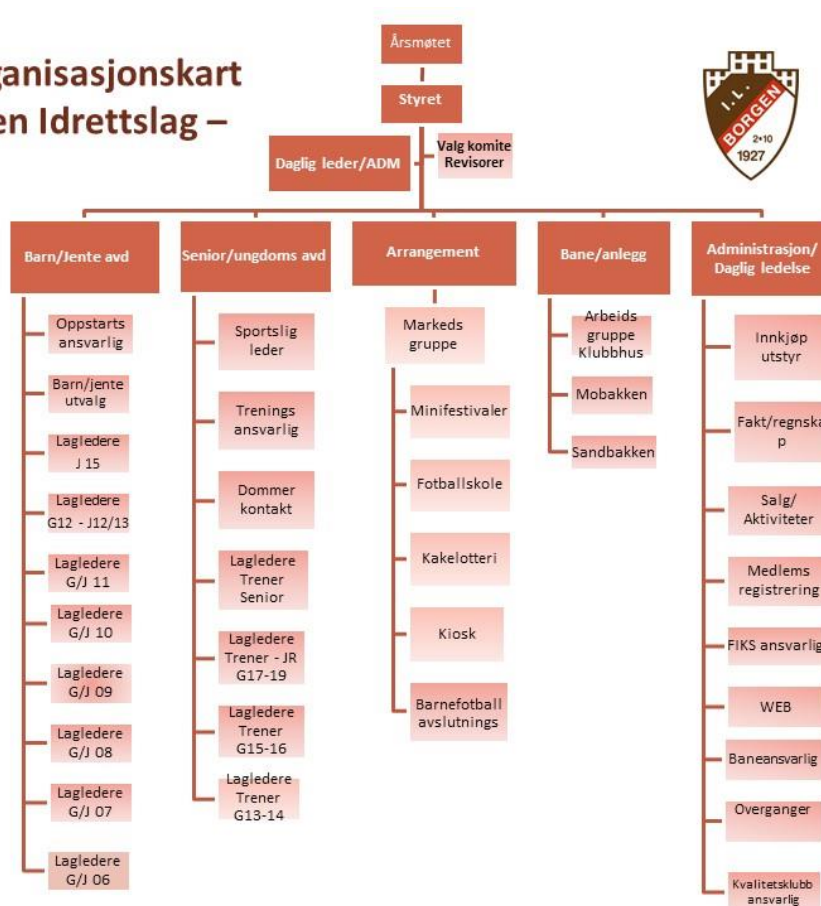 ganisasjonskart
en Idrettslag –
Årsmøtet
Styret
Daglig leder/ADM
Valg komite
Revisorer
I.L.
BORGEN
2•10
1927
Barn/Jente avd
Oppstarts
ansvarlig
Barn/jente
utvalg
Lagledere
J 15
Lagledere
G12 - J12/13
Lagledere
G/J 11
Lagledere
G/J 10
Lagledere
G/J 09
Lagledere
G/J 08
Lagledere
G/J 07
Lagledere
G/J 06
Senior/ungdoms avd
Sportslig
leder
Trenings
ansvarlig
Dommer
kontakt
Lagledere
Trener
Senior
Lagledere
Trener - JR
G17-19
Lagledere
Trener
G15-16
Lagledere
Trener
G13-14
Arrangement
Markeds
gruppe
Minifestivaler
Fotballskole
Kakelotteri
Kiosk
Barnefotball
avslutnings
Bane/anlegg
Arbeids
gruppe
Klubbhus
Mobakken
Sandbakken
Administrasjon/
Daglig ledelse
Innkjøp
utstyr
Fakt/regnska
p
Salg/
Aktiviteter
Medlems
registrering
FIKS ansvarlig
WEB
Baneansvarlig
Overganger
Kvalitetsklubb
ansvarlig